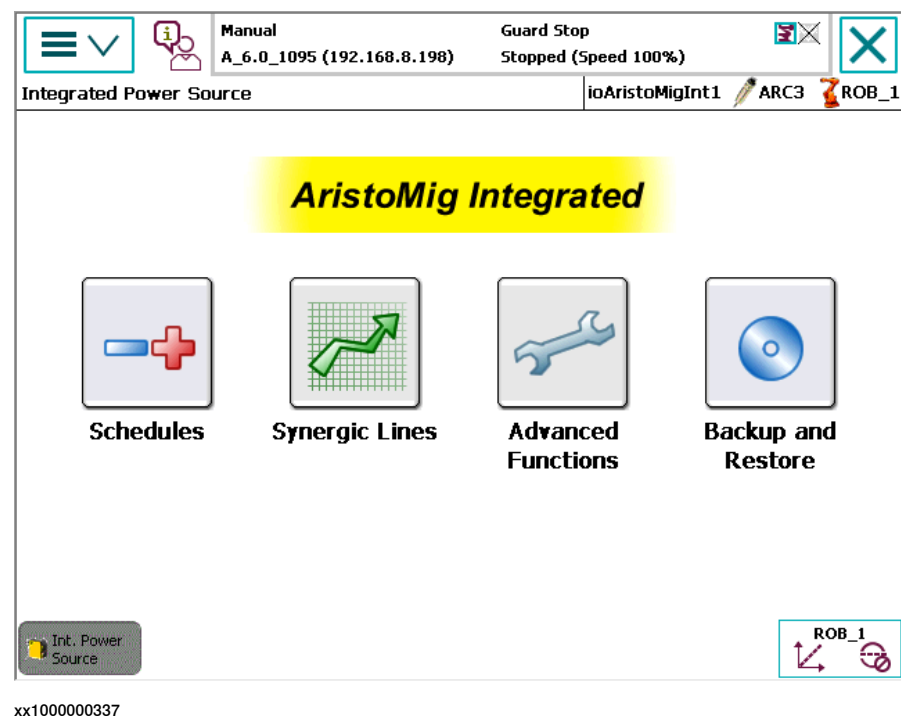 Manual
A_6.0_1095 (192.168.8.198)
Guard Stop
Stopped (Speed 100%)
Integrated Power Source
ioAristoMigInt1
ARC3
ROB_1
AristoMig Integrated
Schedules
Synergic Lines
Advanced
Functions
Backup and
Restore
Int. Power
Source
ROB_1
xx1000000337